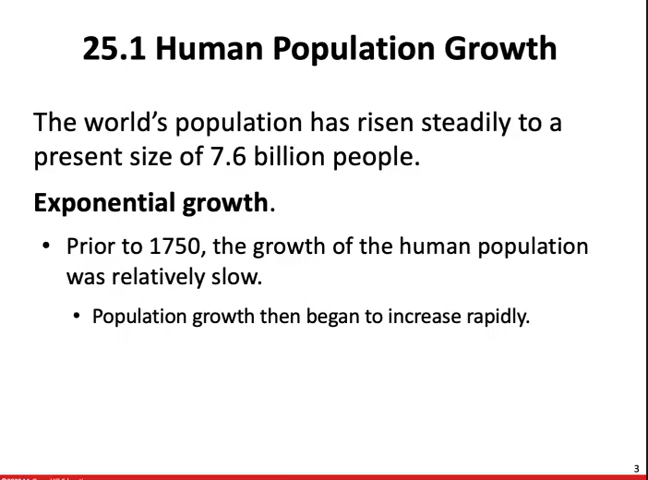 25.1 Human Population Growth
The world's population has risen steadily to a
present size of 7.6 billion people.
Exponential growth.
• Prior to 1750, the growth of the human population
was relatively slow.
• Population growth then began to increase rapidly.
3